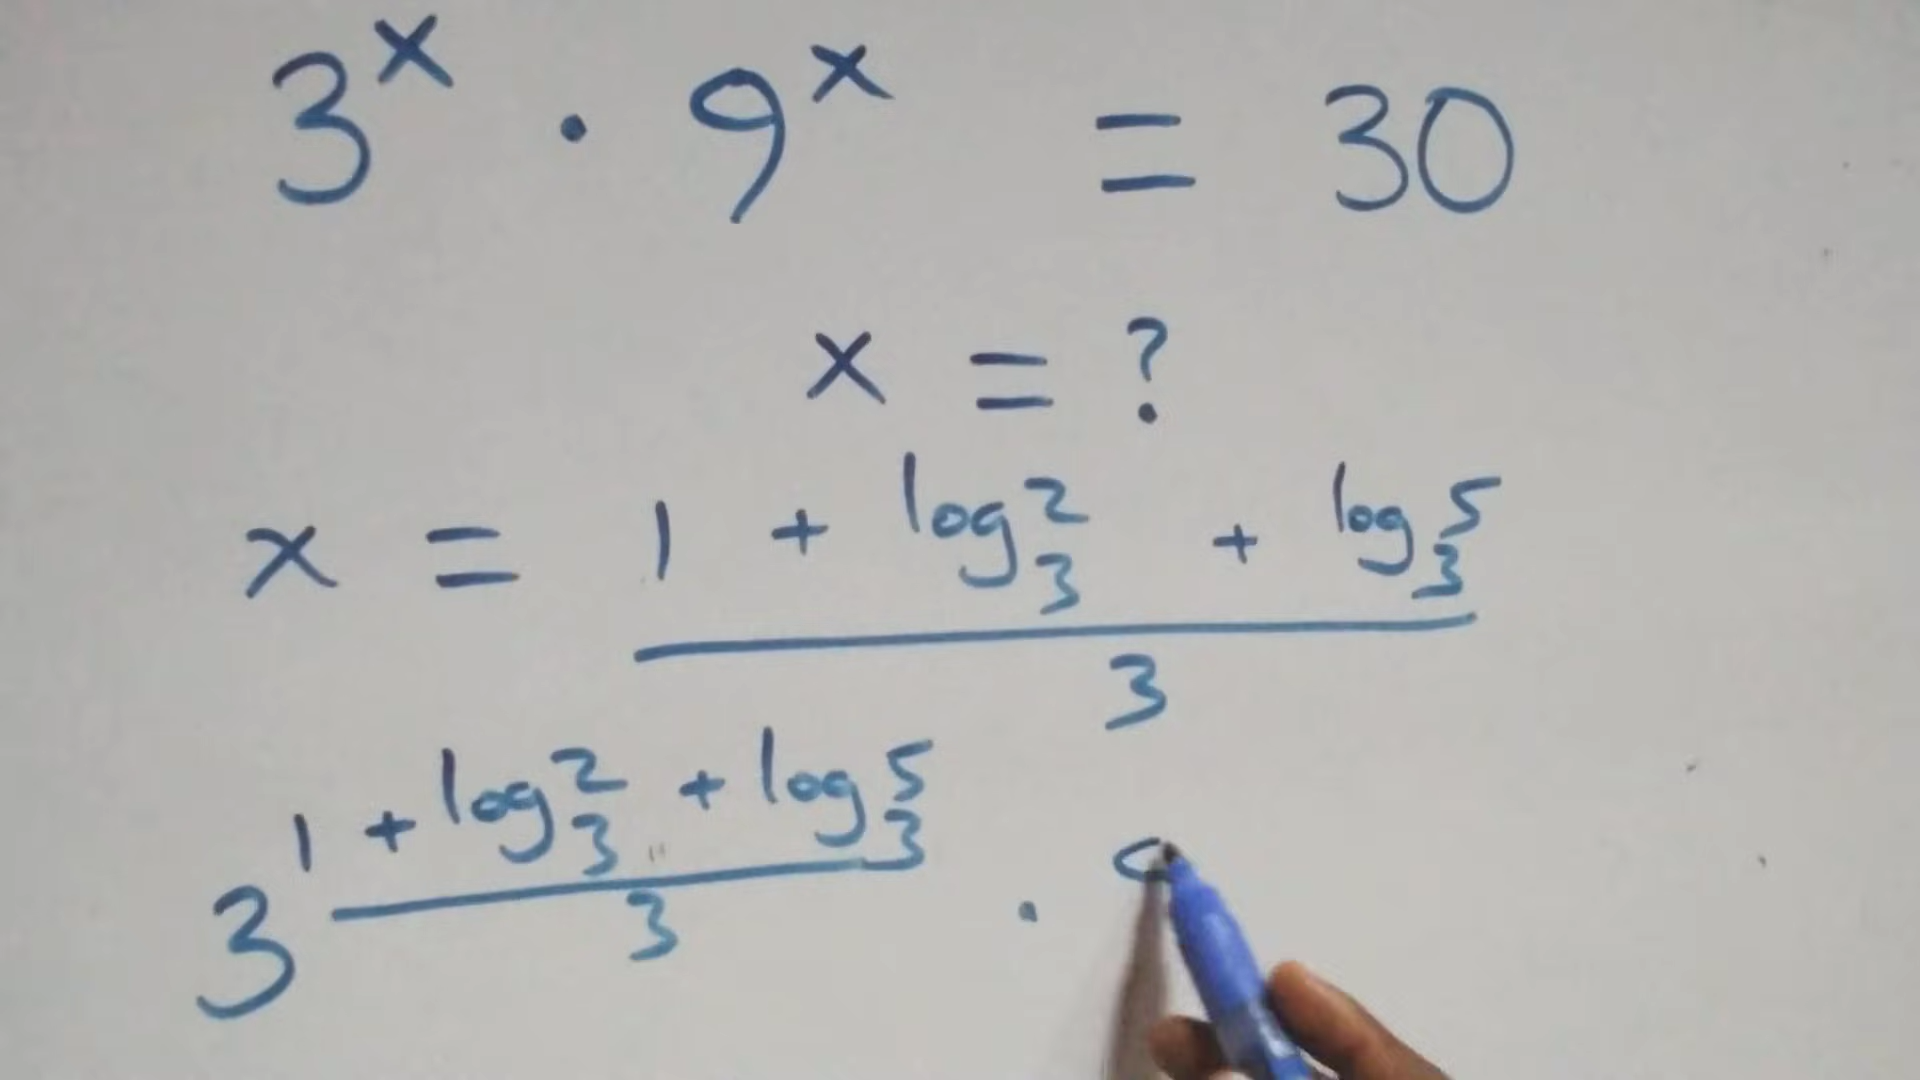 3^x · 9^x = 30
x = ?
x = (1 + log_3^2 + log_3^5) / 3
3^((1 + log_3^2 + log_3^5) / 3) ·